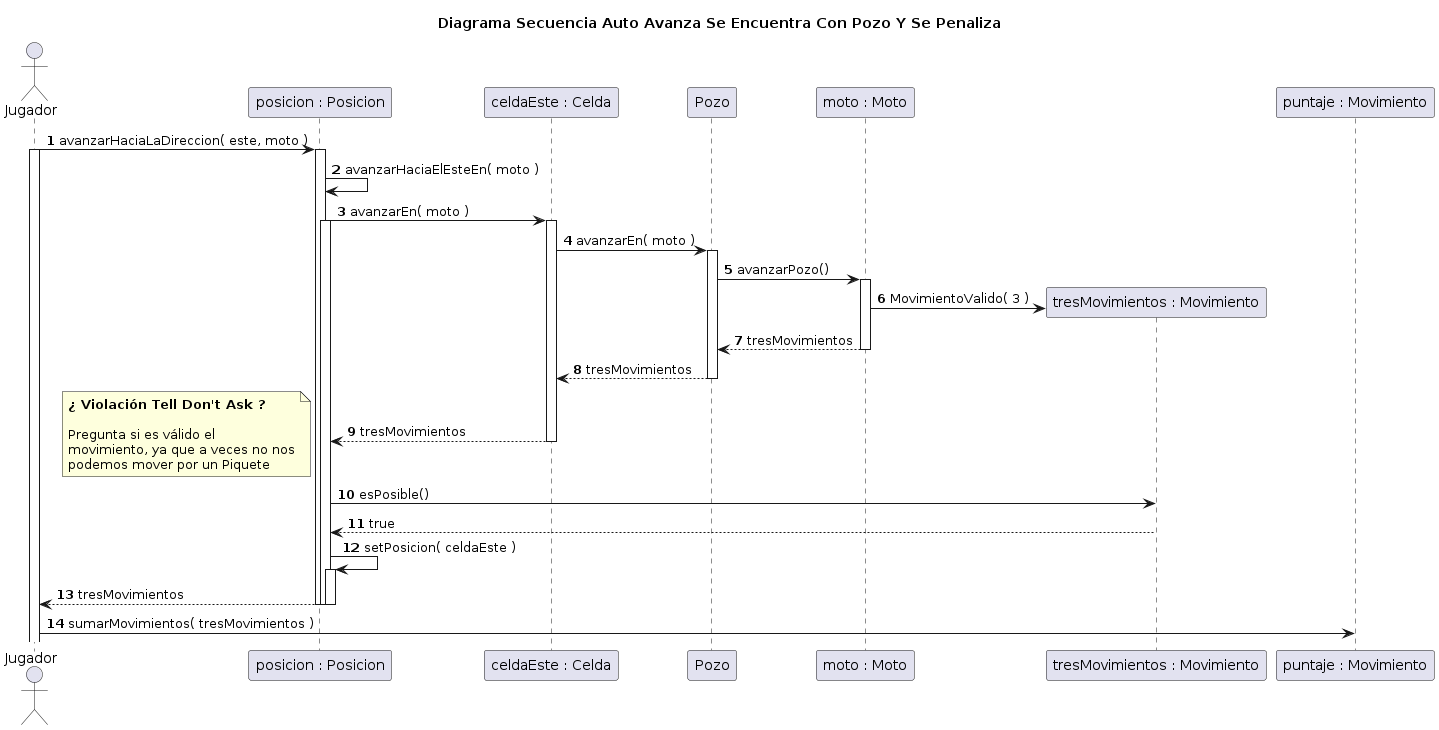 Diagrama Secuencia Auto Avanza Se Encuentra Con Pozo Y Se Penaliza
Jugador
posicion : Posicion
celdaEste : Celda
Pozo
moto : Moto
puntaje : Movimiento
1 avanzarHaciaLaDireccion( este, moto )
2 avanzarHaciaElEsteEn( moto )
3 avanzarEn( moto )
4 avanzarEn( moto )
5 avanzarPozo()
6 MovimientoValido( 3 )
tresMovimientos : Movimiento
7 tresMovimientos
8 tresMovimientos
¿ Violación Tell Don't Ask ?
Pregunta si es válido el
movimiento, ya que a veces no nos
podemos mover por un Piquete
9 tresMovimientos
10 esPosible()
11 true
12 setPosicion( celdaEste )
13 tresMovimientos
14 sumarMovimientos( tresMovimientos )
Jugador
posicion : Posicion
celdaEste : Celda
Pozo
moto : Moto
tresMovimientos : Movimiento
puntaje : Movimiento